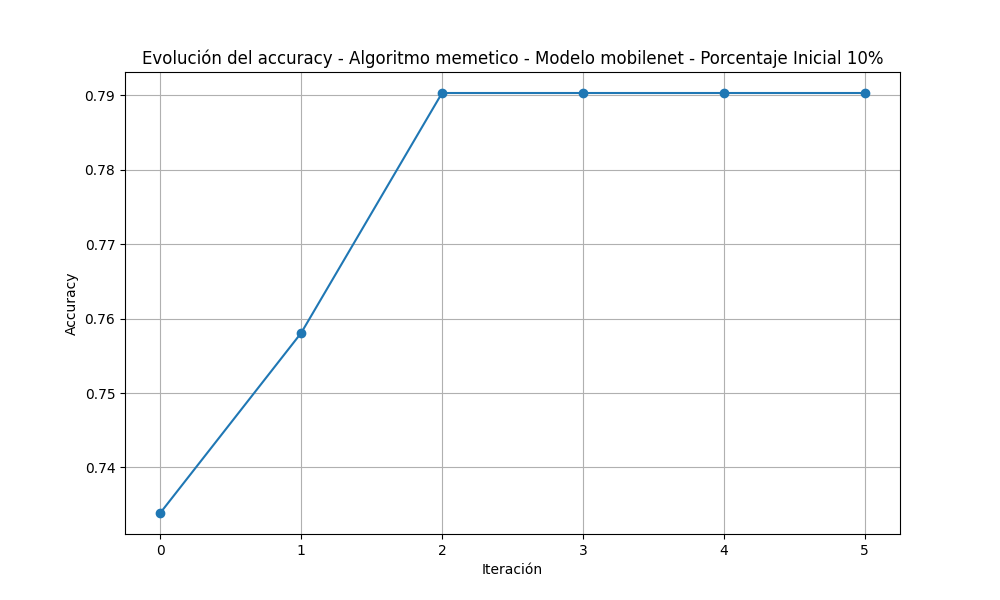 Evolución del accuracy - Algoritmo memetico - Modelo mobilenet - Porcentaje Inicial 10%
0.79
0.78
0.77
0.76
0.75
0.74
Accuracy
0 1 2 3 4 5
Iteración